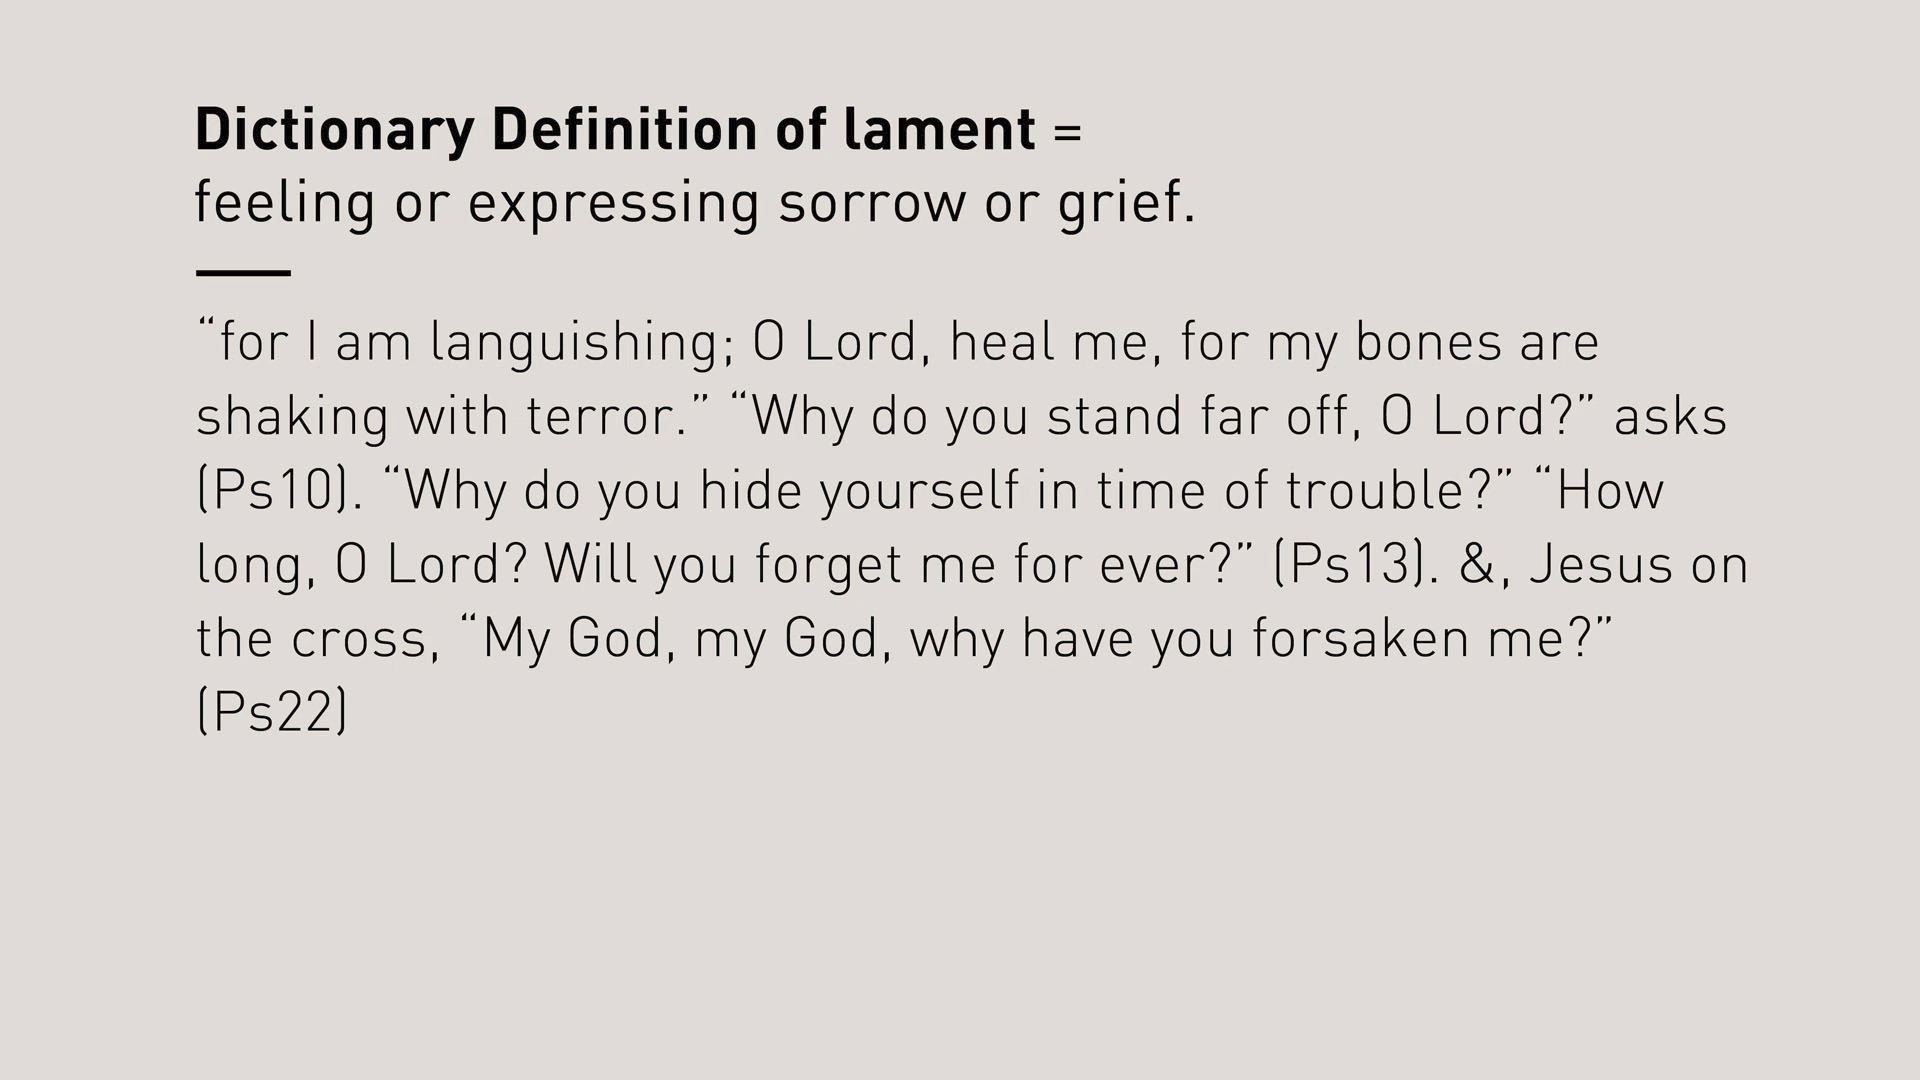 Dictionary Definition of lament =
feeling or expressing sorrow or grief.
“for I am languishing; O Lord, heal me, for my bones are
shaking with terror.” “Why do you stand far off, O Lord?” asks
(Ps10). “Why do you hide yourself in time of trouble?” “How
long, O Lord? Will you forget me for ever?” (Ps13). &, Jesus on
the cross, “My God, my God, why have you forsaken me?”
(Ps22)